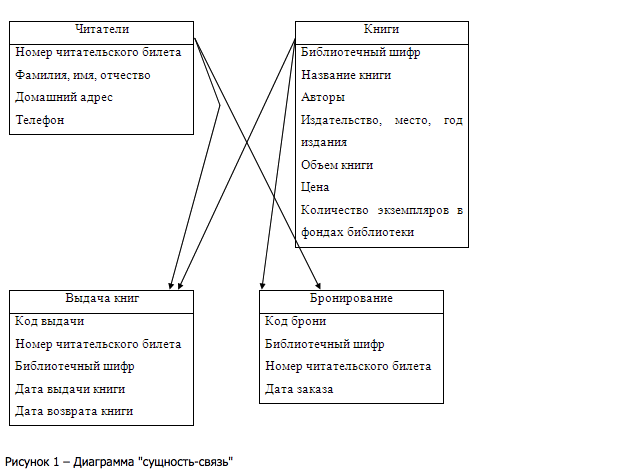 Читатели
Номер читательского билета
Фамилия, имя, отчество
Домашний адрес
Телефон
Книги
Библиотечный шифр
Название книги
Авторы
Издательство, место, год
издания
Объем книги
Цена
Количество экземпляров в
фондах библиотеки
Выдача книг
Код выдачи
Номер читательского билета
Библиотечный шифр
Дата выдачи книги
Дата возврата книги
Бронирование
Код брони
Библиотечный шифр
Номер читательского билета
Дата заказа
Рисунок 1 – Диаграмма "сущность-связь"